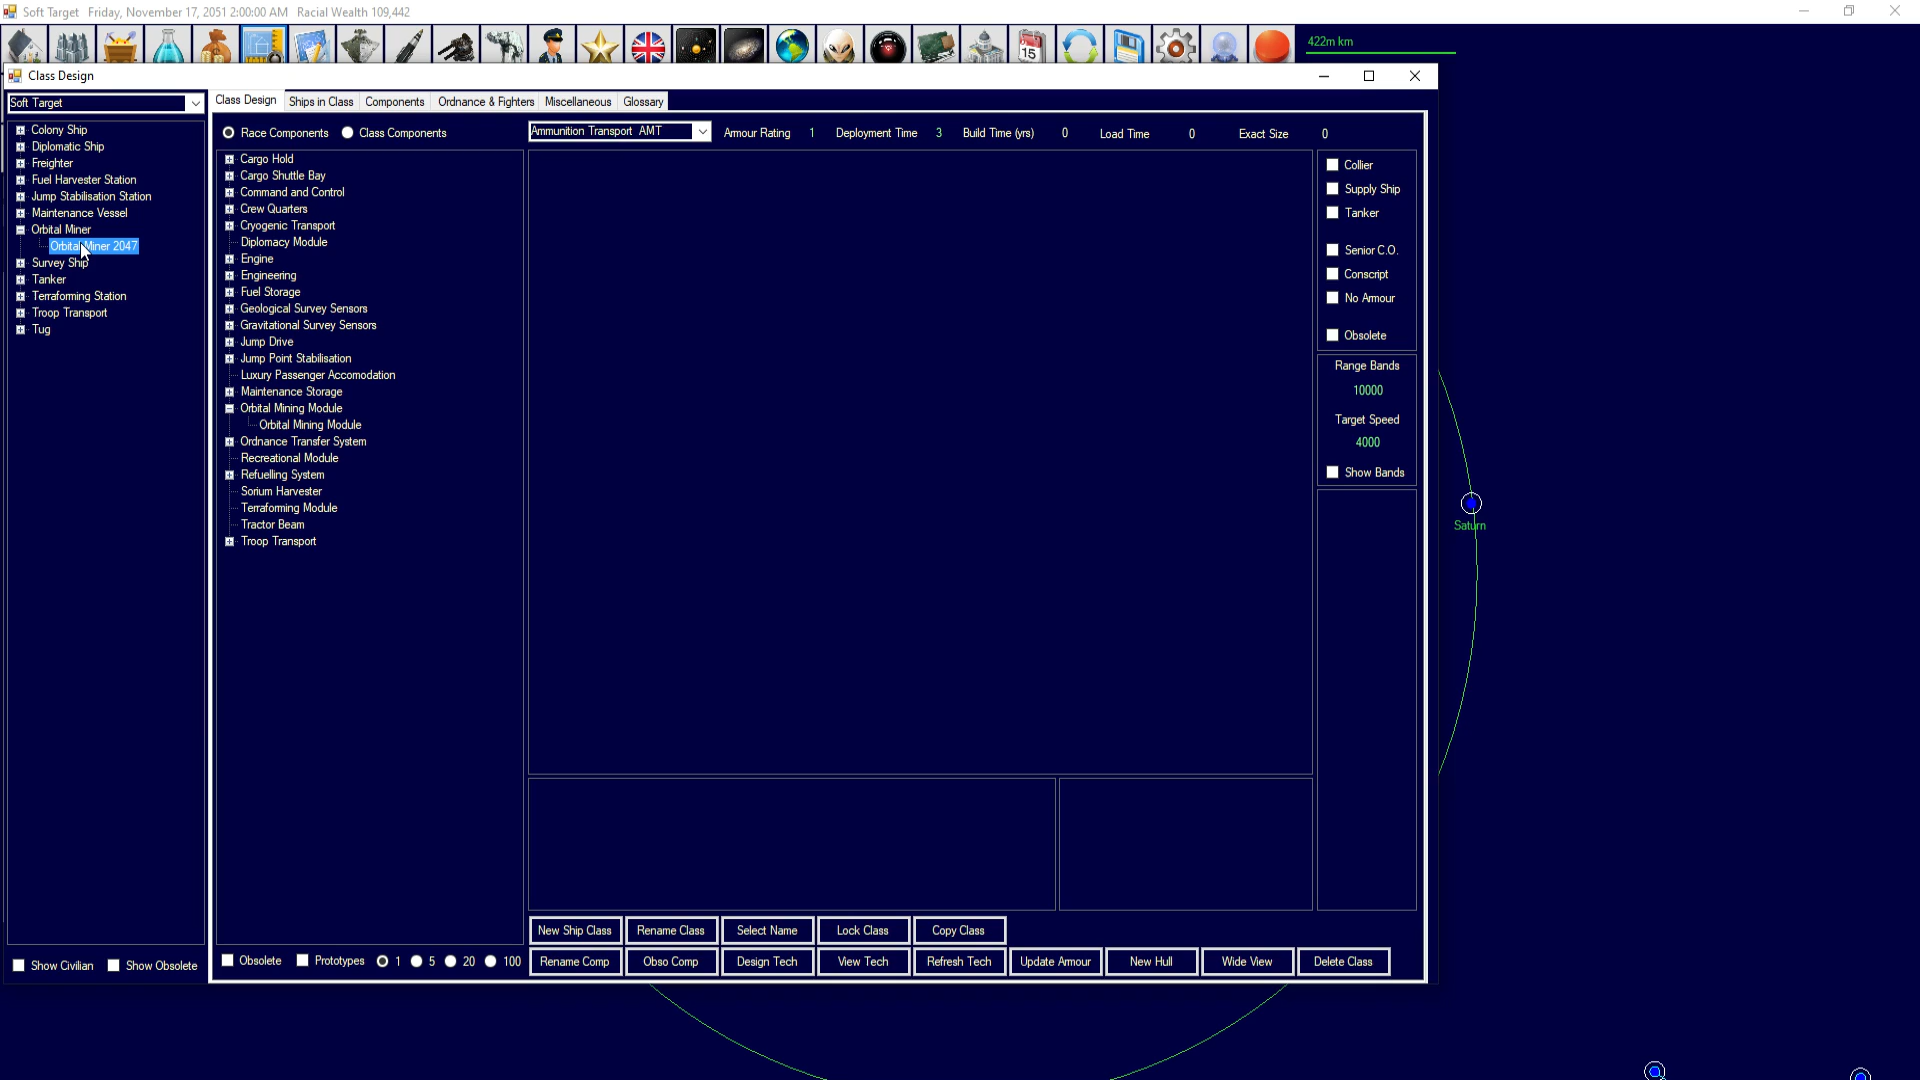 Soft Target Friday, November 17, 2051 2:00:00 AM Racial Wealth 109,442
15
422m km
Class Design
Soft Target
Class Design Ships in Class Components Ordnance & Fighters Miscellaneous Glossary
Race Components Class Components
Ammunition Transport AMT
Armour Rating 1 Deployment Time 3 Build Time (yrs) 0 Load Time 0 Exact Size 0
Colony Ship
Diplomatic Ship
Freighter
Fuel Harvester Station
Jump Stabilisation Station
Maintenance Vessel
Orbital Miner
Orbital Miner 2047
Survey Ship
Tanker
Terraforming Station
Troop Transport
Tug
Cargo Hold
Cargo Shuttle Bay
Command and Control
Crew Quarters
Cryogenic Transport
Diplomacy Module
Engine
Engineering
Fuel Storage
Geological Survey Sensors
Gravitational Survey Sensors
Jump Drive
Jump Point Stabilisation
Luxury Passenger Accomodation
Maintenance Storage
Orbital Mining Module
Orbital Mining Module
Ordnance Transfer System
Recreational Module
Refuelling System
Sorium Harvester
Terraforming Module
Tractor Beam
Troop Transport
Collier
Supply Ship
Tanker
Senior C.O.
Conscript
No Armour
Obsolete
Range Bands
10000
Target Speed
4000
Show Bands
Saturn
New Ship Class Rename Class Select Name Lock Class Copy Class
Show Civilian Show Obsolete
Obsolete Prototypes 1 5 20 100
Rename Comp Obso Comp Design Tech View Tech Refresh Tech Update Armour New Hull Wide View Delete Class